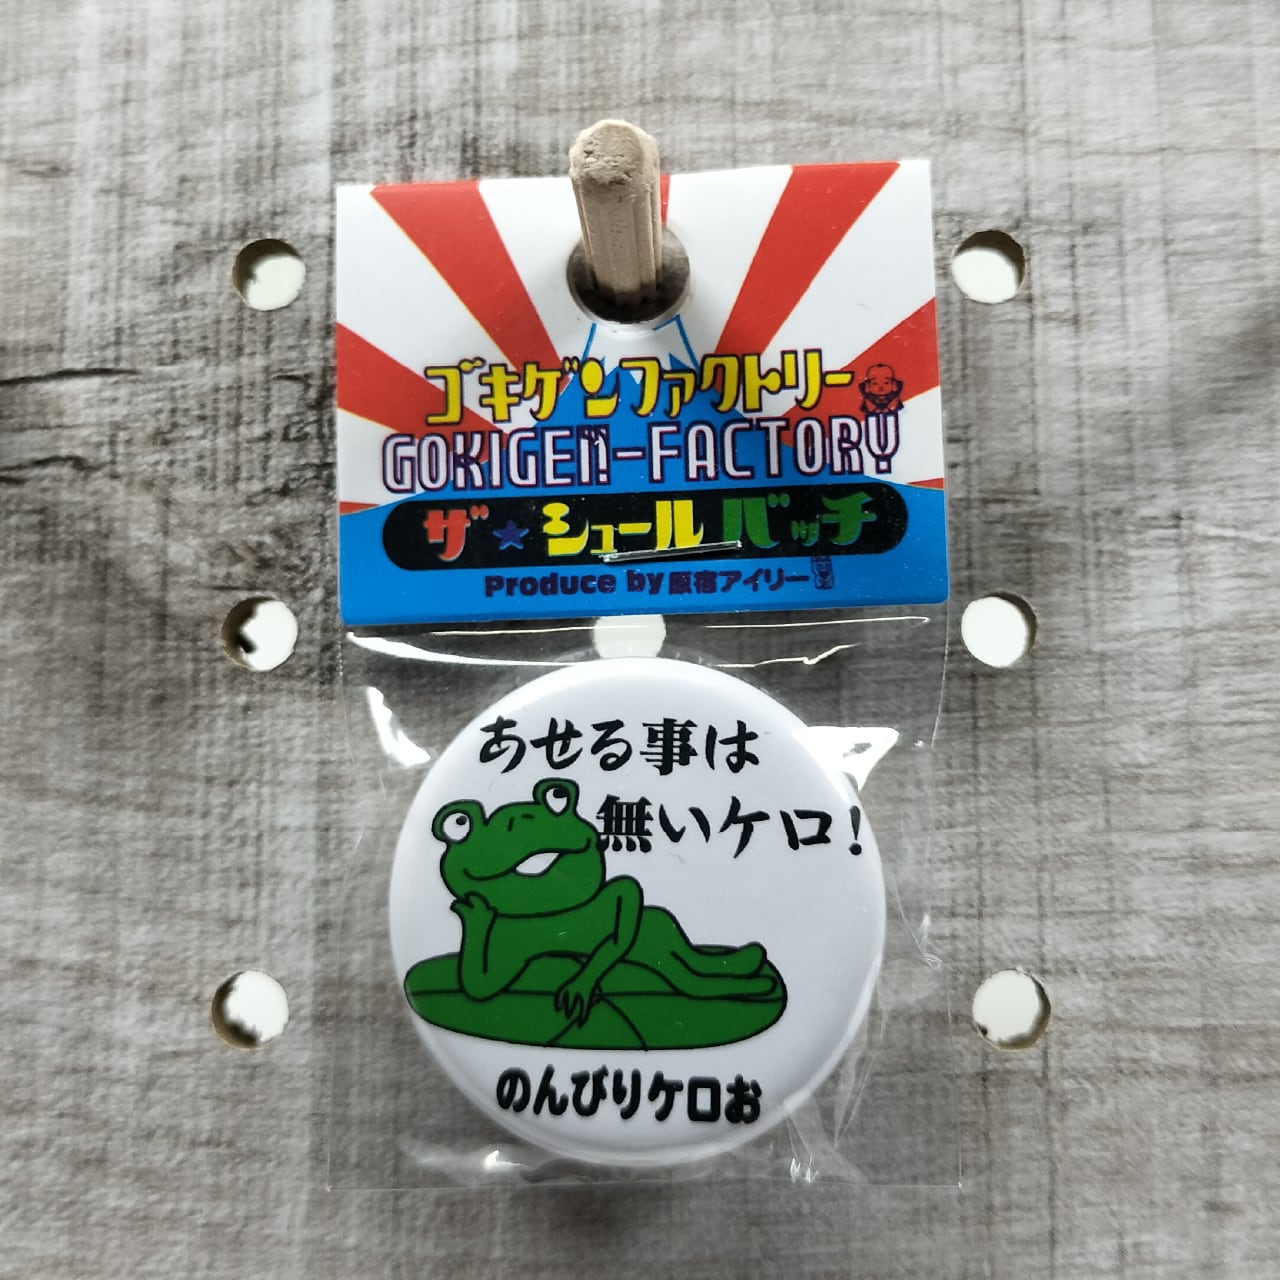 ゴキゲンファクトリー
GOKIGEN-FACTORY
ザ★シュールバッチ
Produce by 原宿アイリー
あせる事は
無いケロ!
のんびりケロお